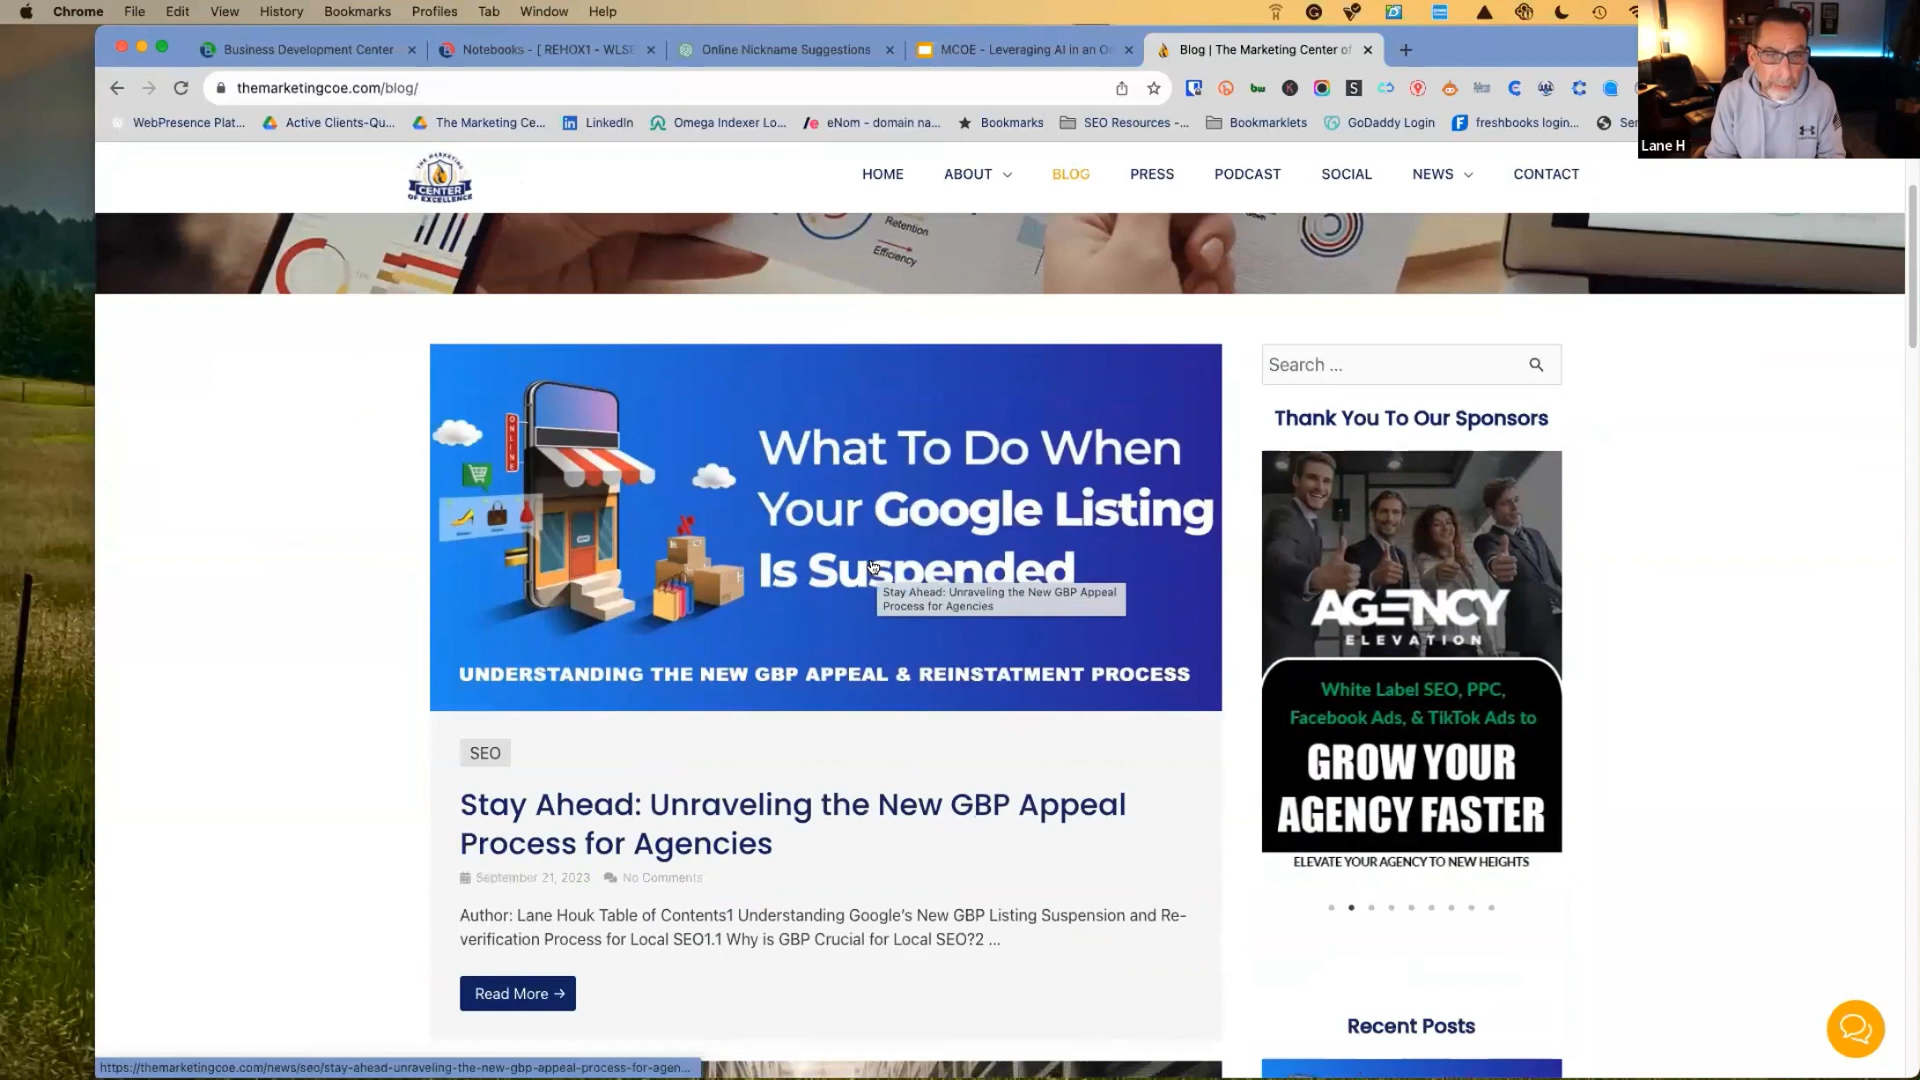 Chrome File Edit View History Bookmarks Profiles Tab Window Help
Business Development Center
Notebooks - [ REHOX1 - WLSE
Online Nickname Suggestions
MCOE - Leveraging AI in an O
Blog | The Marketing Center of
themarketingcoe.com/blog/
WebPresence Plat...
Active Clients-Qu...
The Marketing Ce...
LinkedIn
Omega Indexer Lo...
eNom - domain na...
Bookmarks
SEO Resources -...
Bookmarklets
GoDaddy Login
freshbooks login...
Ser
Lane H
THE MARKETING
CENTER
OF EXCELLENCE
HOME ABOUT BLOG PRESS PODCAST SOCIAL NEWS CONTACT
Retention
Efficiency
ONLINE
What To Do When
Your Google Listing
Is Suspended
Stay Ahead: Unraveling the New GBP Appeal
Process for Agencies
UNDERSTANDING THE NEW GBP APPEAL & REINSTATMENT PROCESS
SEO
Stay Ahead: Unraveling the New GBP Appeal
Process for Agencies
September 21, 2023 No Comments
Author: Lane Houk Table of Contents1 Understanding Google's New GBP Listing Suspension and Re-
verification Process for Local SEO1.1 Why is GBP Crucial for Local SEO?2 ...
Read More →
Search ...
Thank You To Our Sponsors
AGENCY
ELEVATION
White Label SEO, PPC,
Facebook Ads, & TikTok Ads to
GROW YOUR
AGENCY FASTER
ELEVATE YOUR AGENCY TO NEW HEIGHTS
Recent Posts
https://themarketingcoe.com/news/seo/stay-ahead-unraveling-the-new-gbp-appeal-process-for-agen...